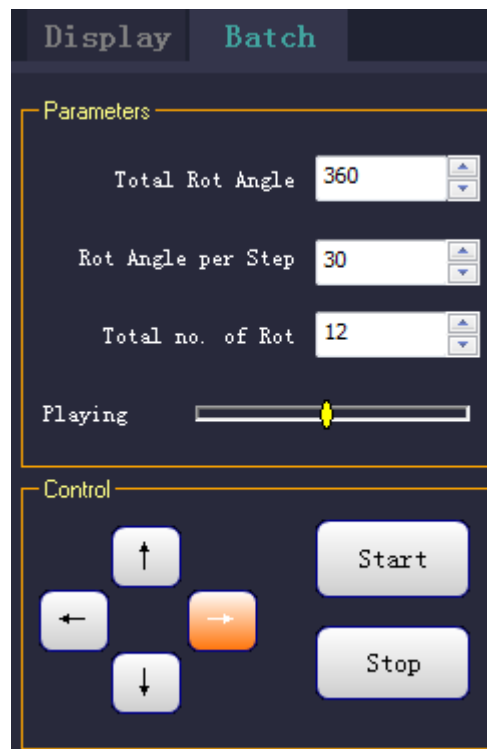 Display Batch
Parameters
Total Rot Angle 360
Rot Angle per Step 30
Total no. of Rot 12
Playing
Control
Start
Stop